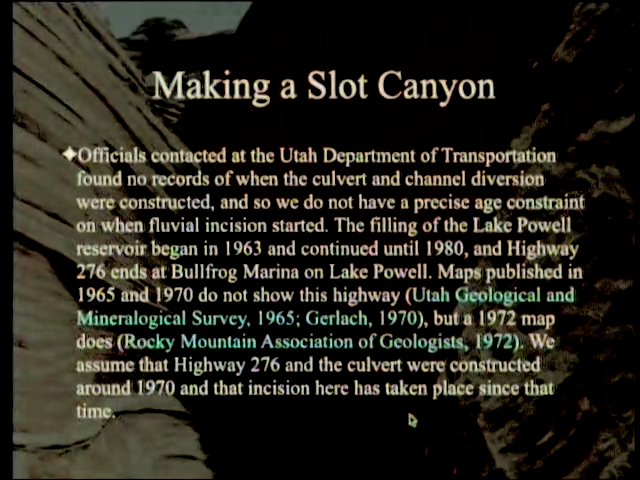 Making a Slot Canyon
✦Officials contacted at the Utah Department of Transportation
found no records of when the culvert and channel diversion
were constructed, and so we do not have a precise age constraint
on when fluvial incision started. The filling of the Lake Powell
reservoir began in 1963 and continued until 1980, and Highway
276 ends at Bullfrog Marina on Lake Powell. Maps published in
1965 and 1970 do not show this highway (Utah Geological and
Mineralogical Survey, 1965; Gerlach, 1970), but a 1972 map
does (Rocky Mountain Association of Geologists, 1972). We
assume that Highway 276 and the culvert were constructed
around 1970 and that incision here has taken place since that
time.